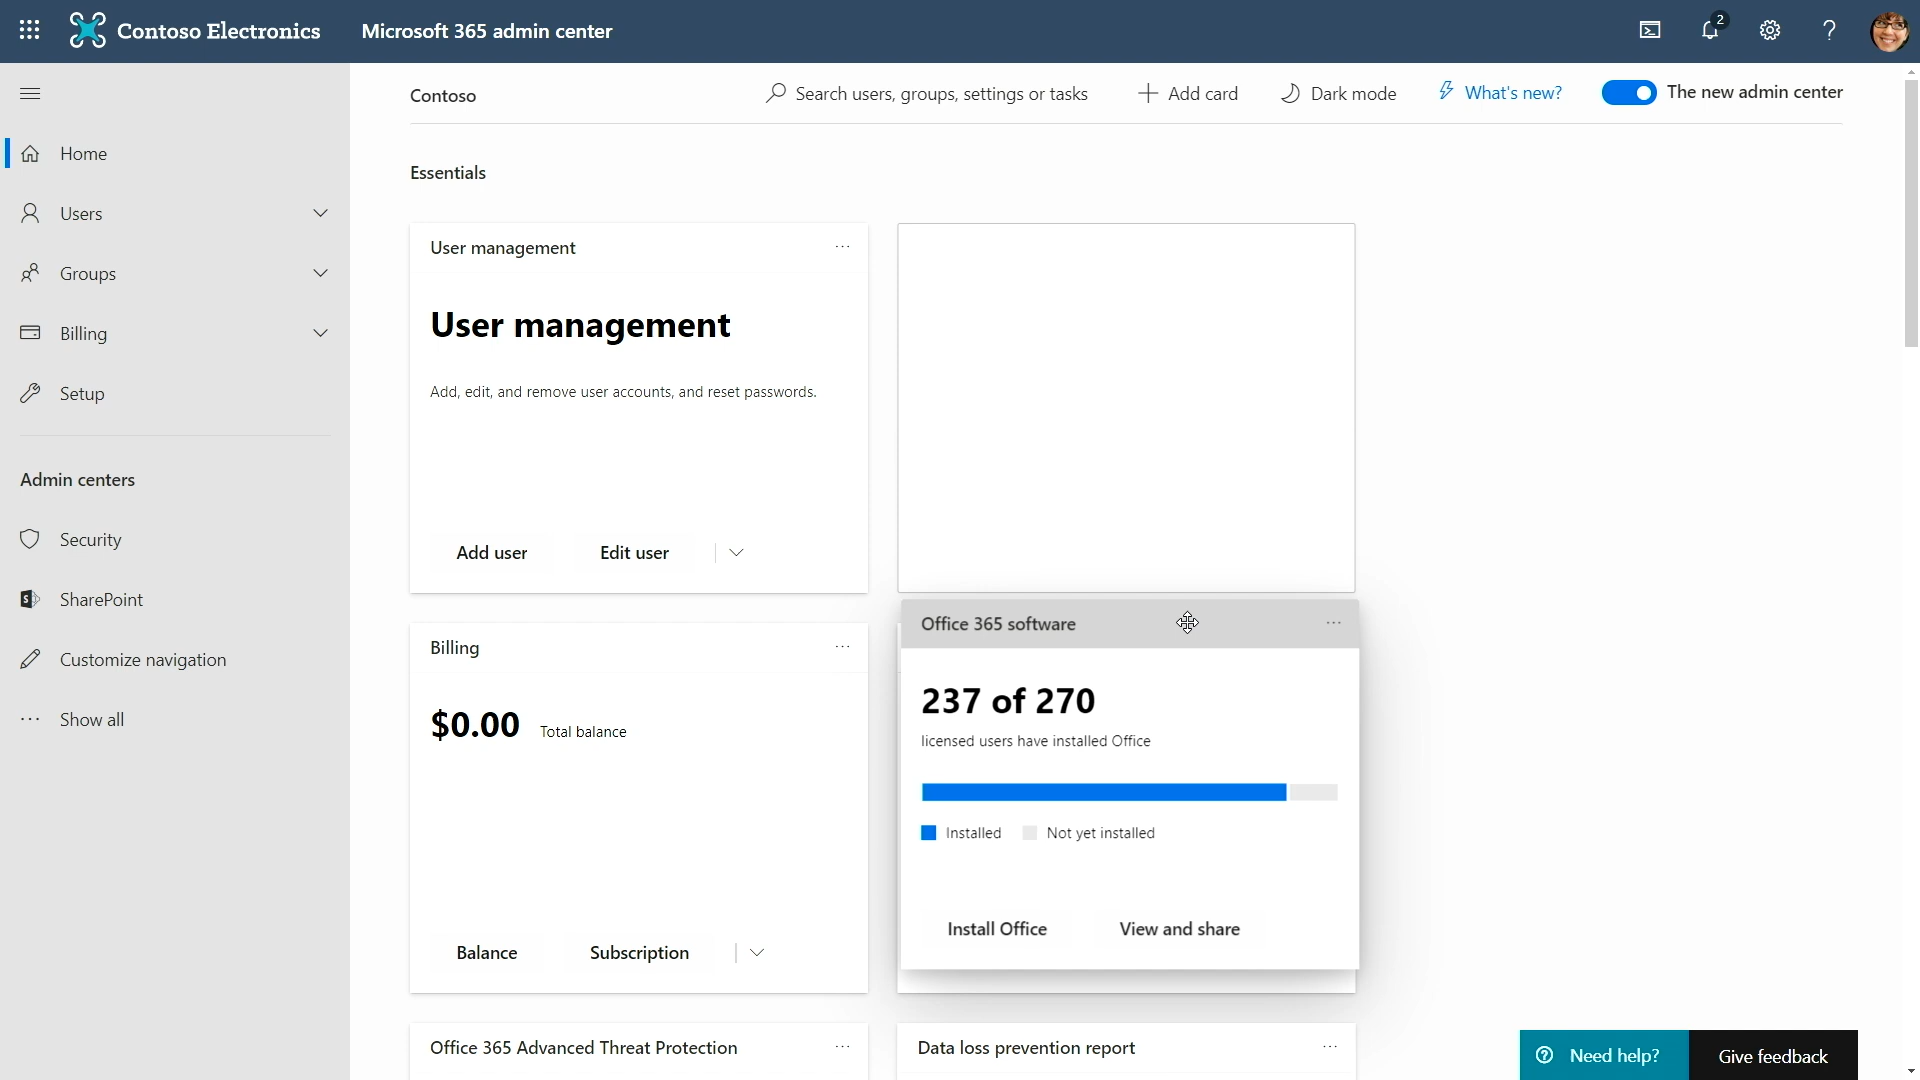 Contoso Electronics
Microsoft 365 admin center
2
Contoso
Search users, groups, settings or tasks
Add card
Dark mode
What's new?
The new admin center
Home
Users
Groups
Billing
Setup
Admin centers
Security
SharePoint
Customize navigation
Show all
Essentials
User management
User management
Add, edit, and remove user accounts, and reset passwords.
Add user
Edit user
Billing
$0.00 Total balance
Balance
Subscription
Office 365 software
237 of 270
licensed users have installed Office
Installed
Not yet installed
Install Office
View and share
Office 365 Advanced Threat Protection
Data loss prevention report
Need help?
Give feedback